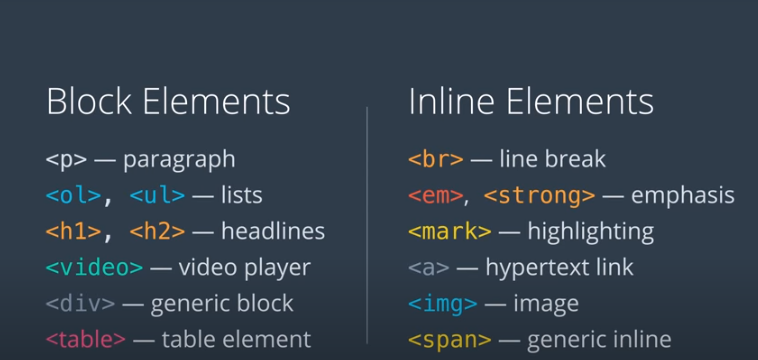 Block Elements
<p> — paragraph
<ol>, <ul> — lists
<h1>, <h2> — headlines
<video> — video player
<div> — generic block
<table> — table element
Inline Elements
<br> — line break
<em>, <strong> — emphasis
<mark> — highlighting
<a> — hypertext link
<img> — image
<span> — generic inline